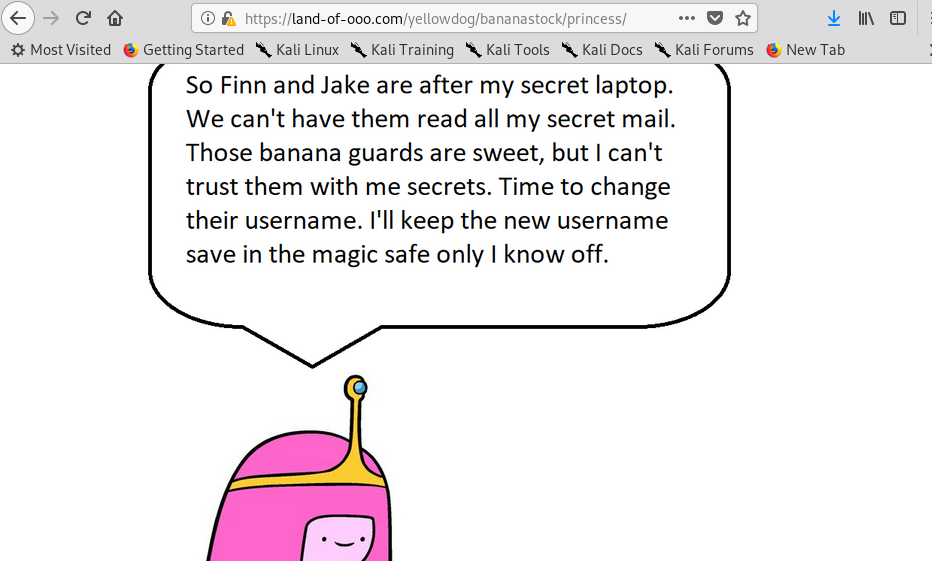 https://land-of-ooo.com/yellowdog/bananastock/princess/
Most Visited Getting Started Kali Linux Kali Training Kali Tools Kali Docs Kali Forums New Tab
So Finn and Jake are after my secret laptop.
We can't have them read all my secret mail.
Those banana guards are sweet, but I can't
trust them with me secrets. Time to change
their username. I'll keep the new username
save in the magic safe only I know off.